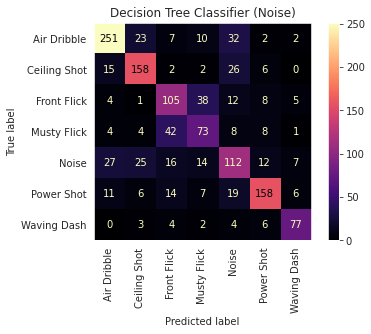 Decision Tree Classifier (Noise)
True label
Air Dribble 251 23 7 10 32 2 2
Ceiling Shot 15 158 2 2 26 6 0
Front Flick 4 1 105 38 12 8 5
Musty Flick 4 4 42 73 8 8 1
Noise 27 25 16 14 112 12 7
Power Shot 11 6 14 7 19 158 6
Waving Dash 0 3 4 2 4 6 77
Air Dribble
Ceiling Shot
Front Flick
Musty Flick
Noise
Power Shot
Waving Dash
Predicted label
250
200
150
100
50
0